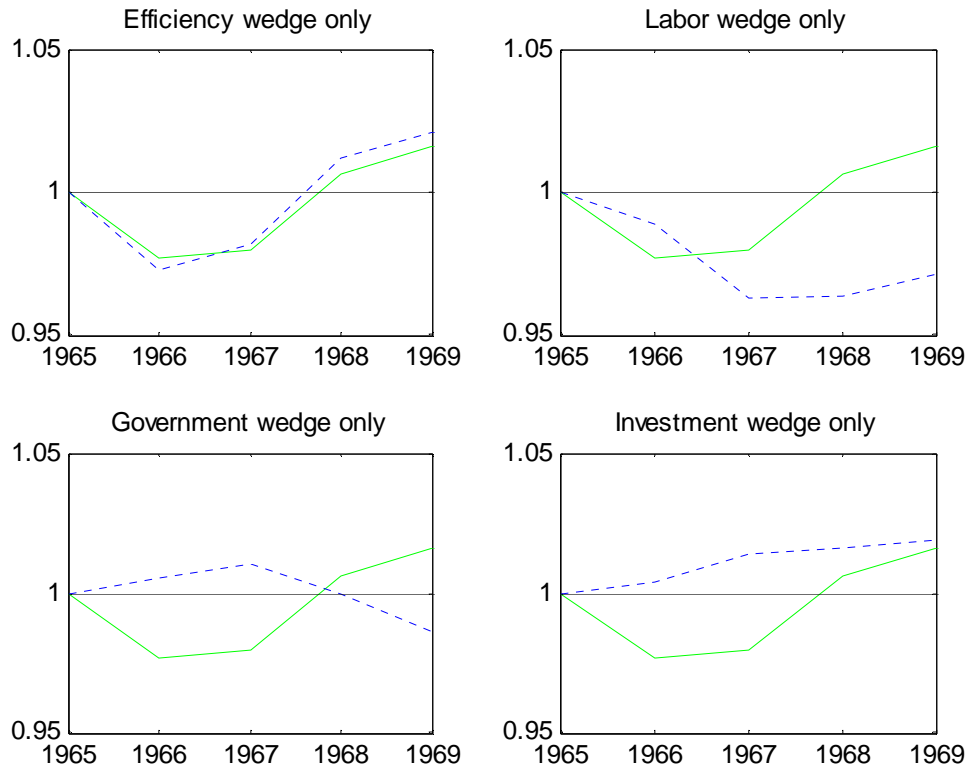 Efficiency wedge only
1.05
1
0.95
1965 1966 1967 1968 1969
Labor wedge only
1.05
1
0.95
1965 1966 1967 1968 1969
Government wedge only
1.05
1
0.95
1965 1966 1967 1968 1969
Investment wedge only
1.05
1
0.95
1965 1966 1967 1968 1969